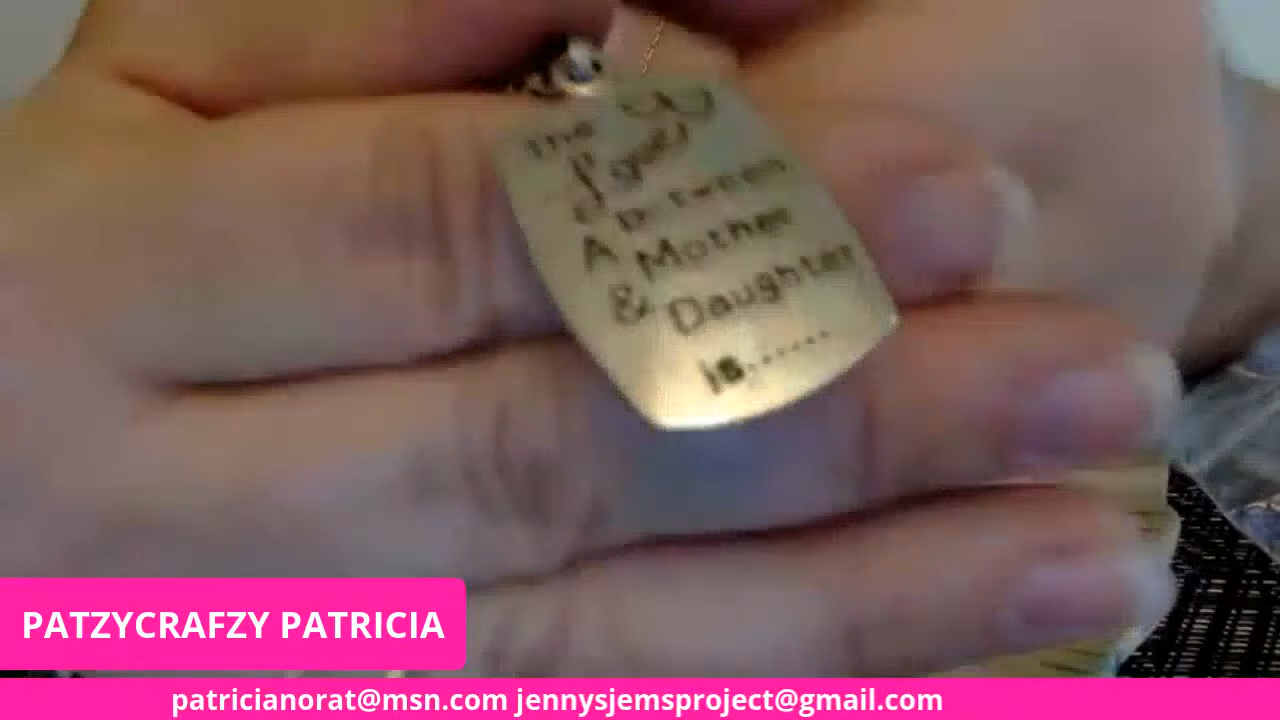 The
between
A Mother
& Daughter
is......
PATZYCRAFZY PATRICIA
patricianorat@msn.com jennysjemsproject@gmail.com